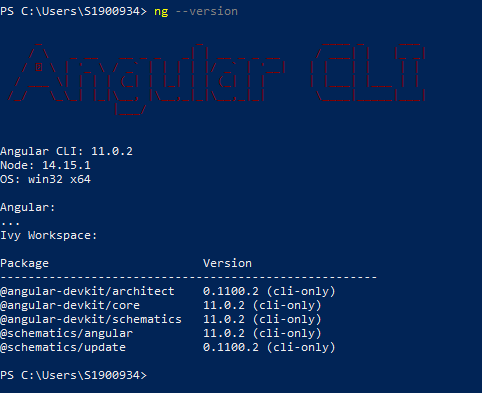 PS C:\Users\S1900934> ng --version
Angular CLI
Angular CLI: 11.0.2
Node: 14.15.1
OS: win32 x64
Angular:
...
Ivy Workspace:
Package Version
------------------------------------------------------
@angular-devkit/architect 0.1100.2 (cli-only)
@angular-devkit/core 11.0.2 (cli-only)
@angular-devkit/schematics 11.0.2 (cli-only)
@schematics/angular 11.0.2 (cli-only)
@schematics/update 0.1100.2 (cli-only)
PS C:\Users\S1900934>